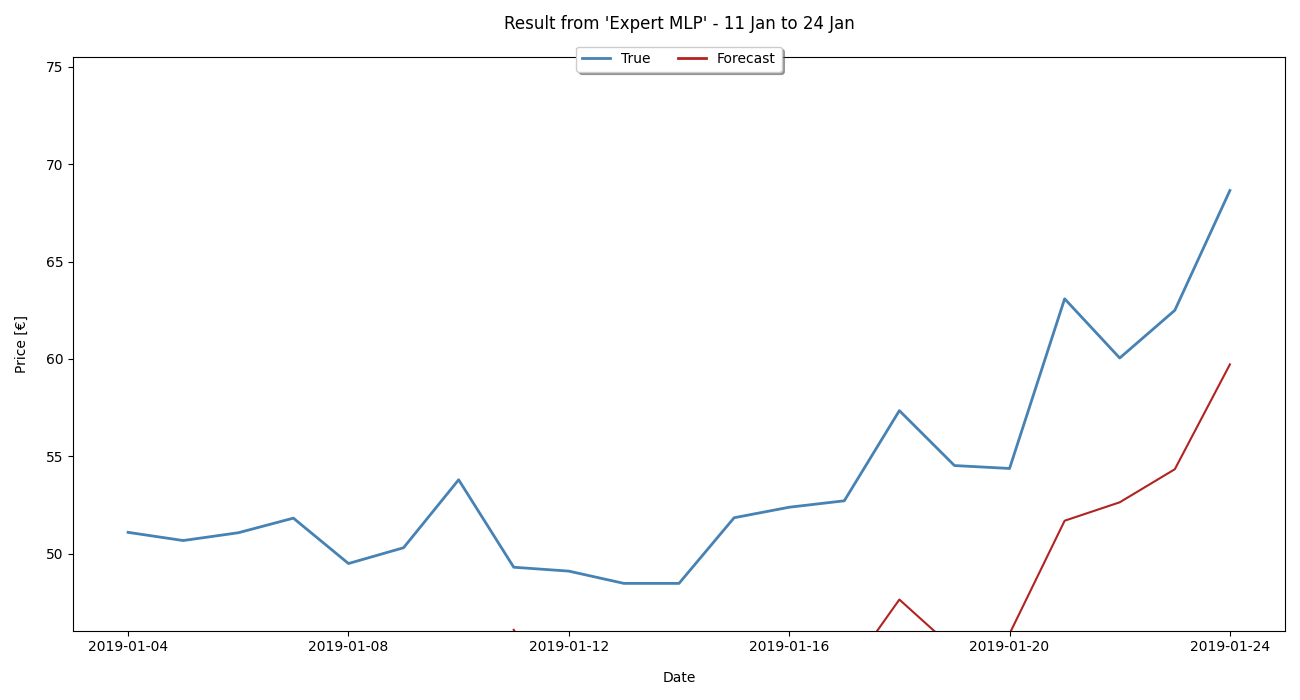 Result from 'Expert MLP' - 11 Jan to 24 Jan
True Forecast
75
70
65
60
55
50
Price [€]
2019-01-04 2019-01-08 2019-01-12 2019-01-16 2019-01-20 2019-01-24
Date